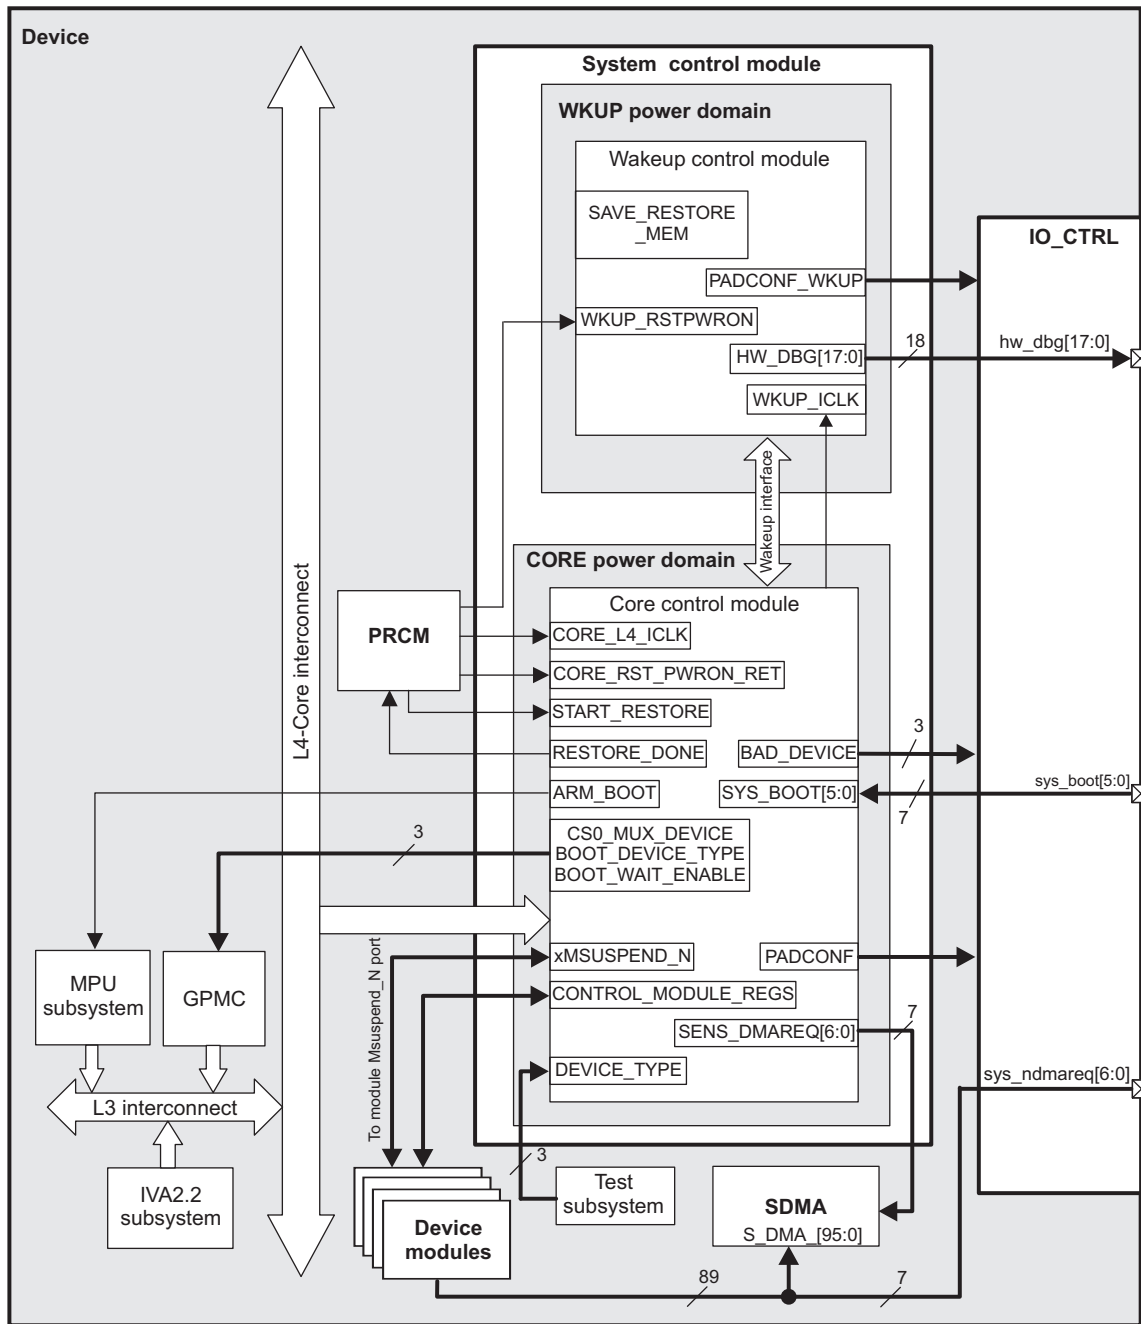 Device
System control module
WKUP power domain
Wakeup control module
SAVE_RESTORE
_MEM
PADCONF_WKUP
WKUP_RSTPWRON
HW_DBG[17:0]
18
WKUP_ICLK
IO_CTRL
hw_dbg[17:0]
Wakeup interface
CORE power domain
Core control module
L4-Core interconnect
PRCM
CORE_L4_ICLK
CORE_RST_PWRON_RET
START_RESTORE
RESTORE_DONE
BAD_DEVICE
3
ARM_BOOT
SYS_BOOT[5:0]
7
sys_boot[5:0]
3
CS0_MUX_DEVICE
BOOT_DEVICE_TYPE
BOOT_WAIT_ENABLE
MPU
subsystem
GPMC
To module Msuspend_N port
xMSUSPEND_N
PADCONF
CONTROL_MODULE_REGS
SENS_DMAREQ[6:0]
7
DEVICE_TYPE
sys_ndmareq[6:0]
L3 interconnect
IVA2.2
subsystem
3
Test
subsystem
Device
modules
SDMA
S_DMA_[95:0]
89
7